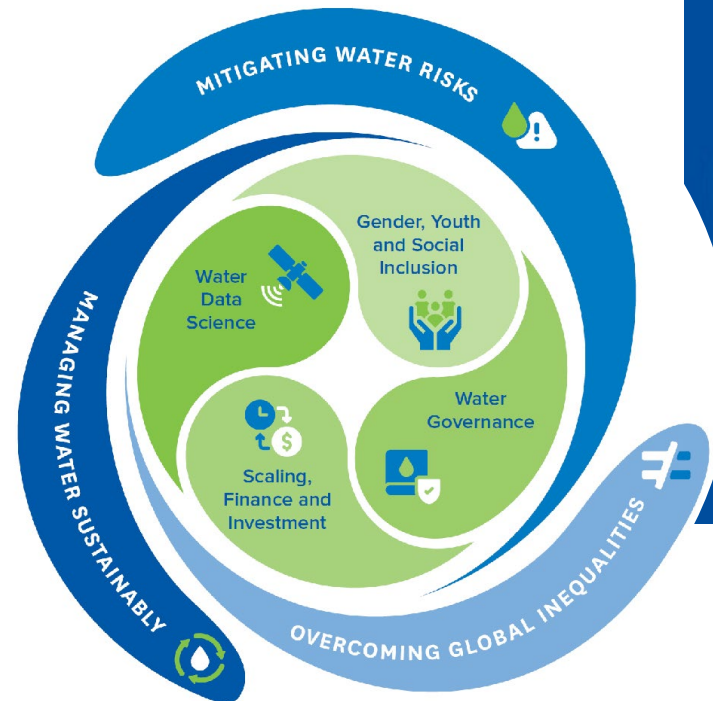 MITIGATING WATER RISKS
Gender, Youth
and Social
Inclusion
Water
Data
Science
MANAGING WATER SUSTAINABLY
Water
Governance
$
Scaling,
Finance and
Investment
OVERCOMING GLOBAL INEQUALITIES